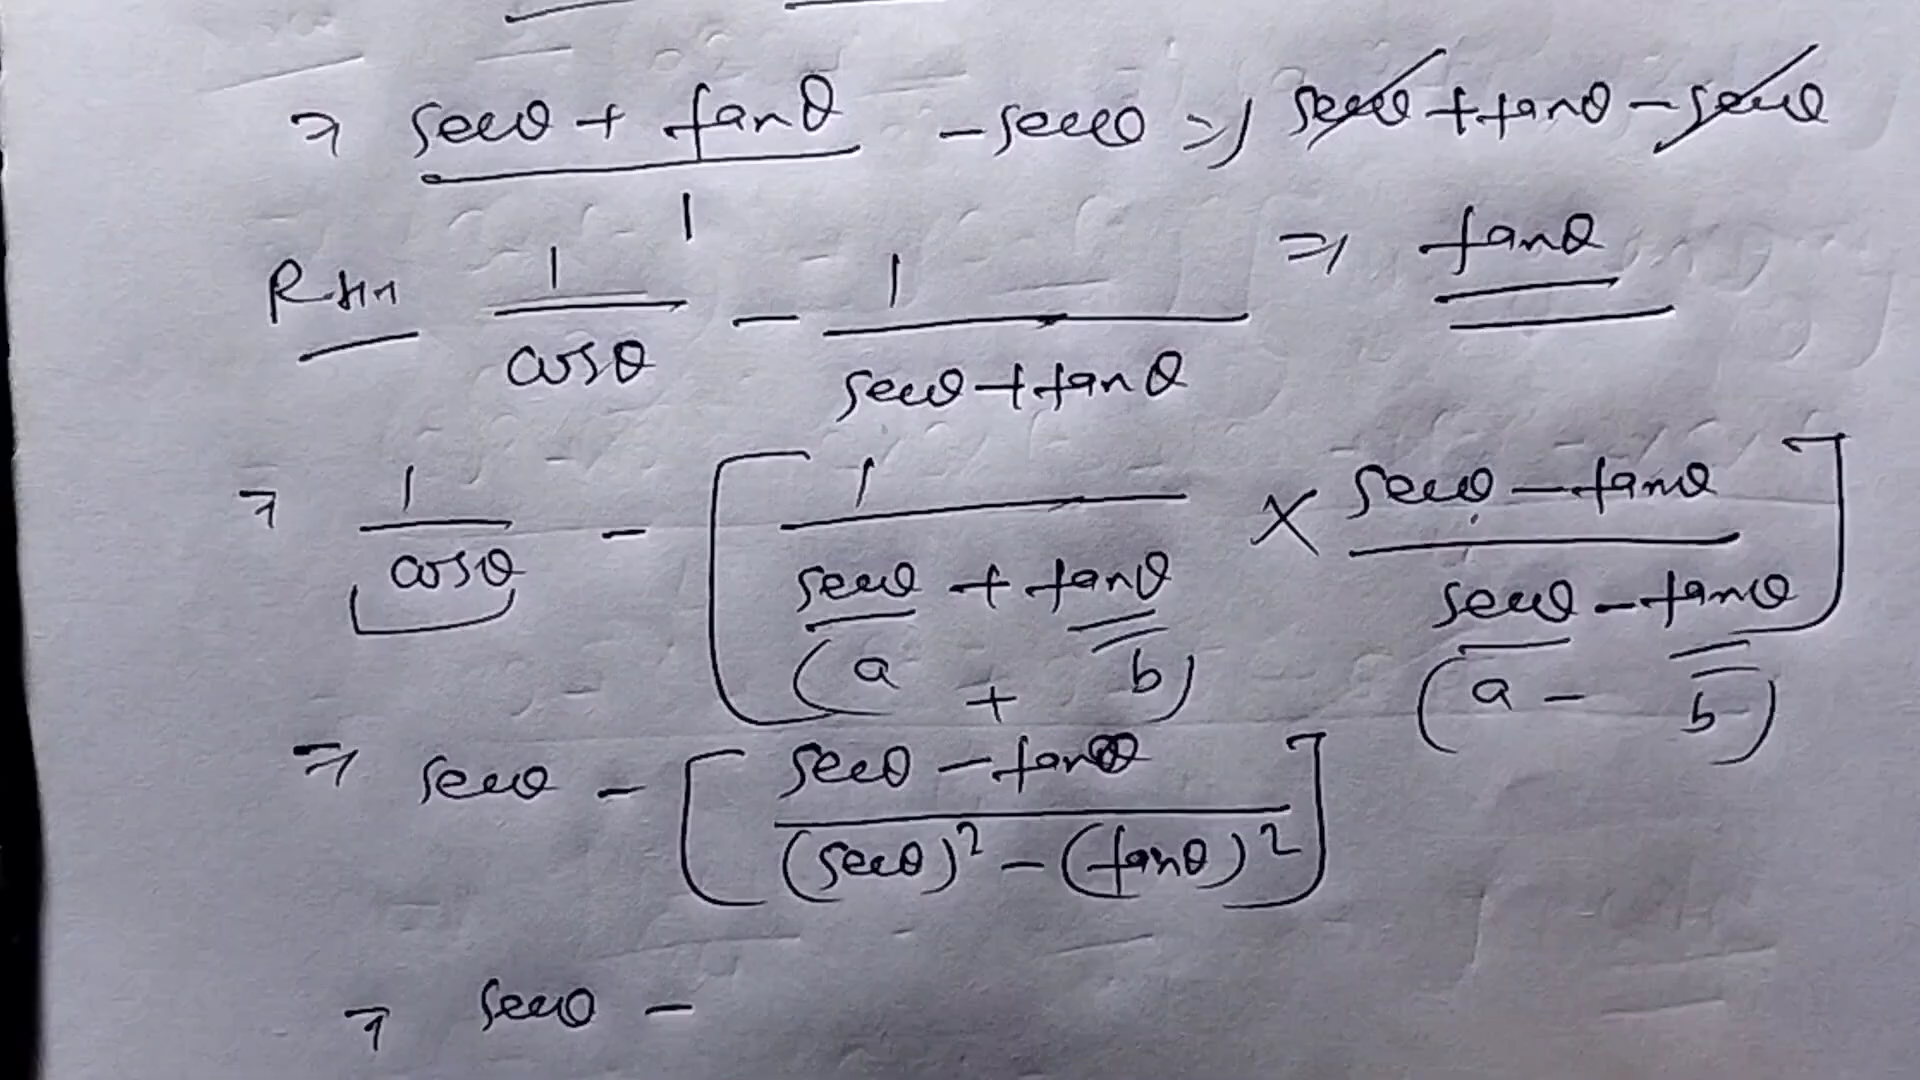 ⇒ secθ + tanθ / 1 - secθ ⇒ secθ + tanθ - secθ
⇒ tanθ
RHS 1/cosθ - 1/secθ + tanθ
⇒ 1/cosθ - [1/secθ + tanθ × secθ - tanθ/secθ - tanθ]
(a + b) (a - b)
⇒ secθ - [secθ - tanθ/(secθ)² - (tanθ)²]
⇒ secθ -